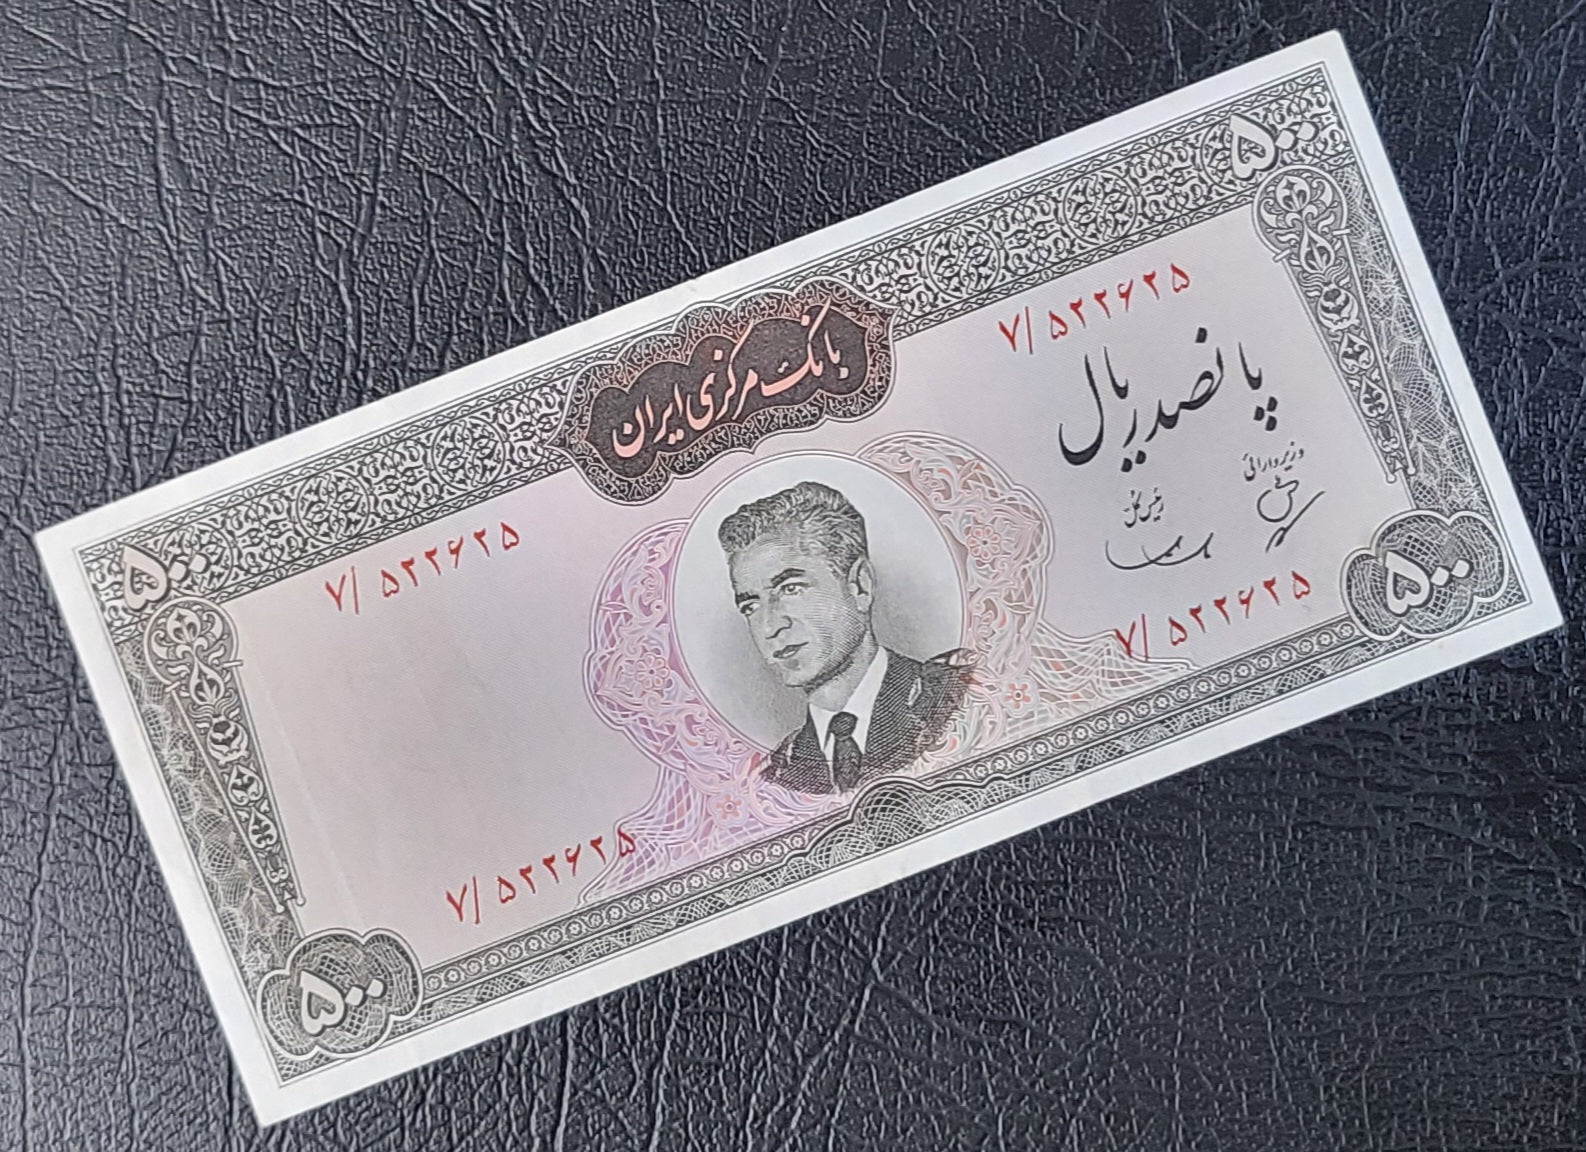 ۵۰۰
بانک مرکزی ایران
۷/ ۵۲۲۶۲۵
پانصد ریال
وزیر دارائی
رئیس کل
۷/ ۵۲۲۶۲۵
۵۰۰
۵۰۰
۷/ ۵۲۲۶۲۵
۷/ ۵۲۲۶۲۵
۵۰۰